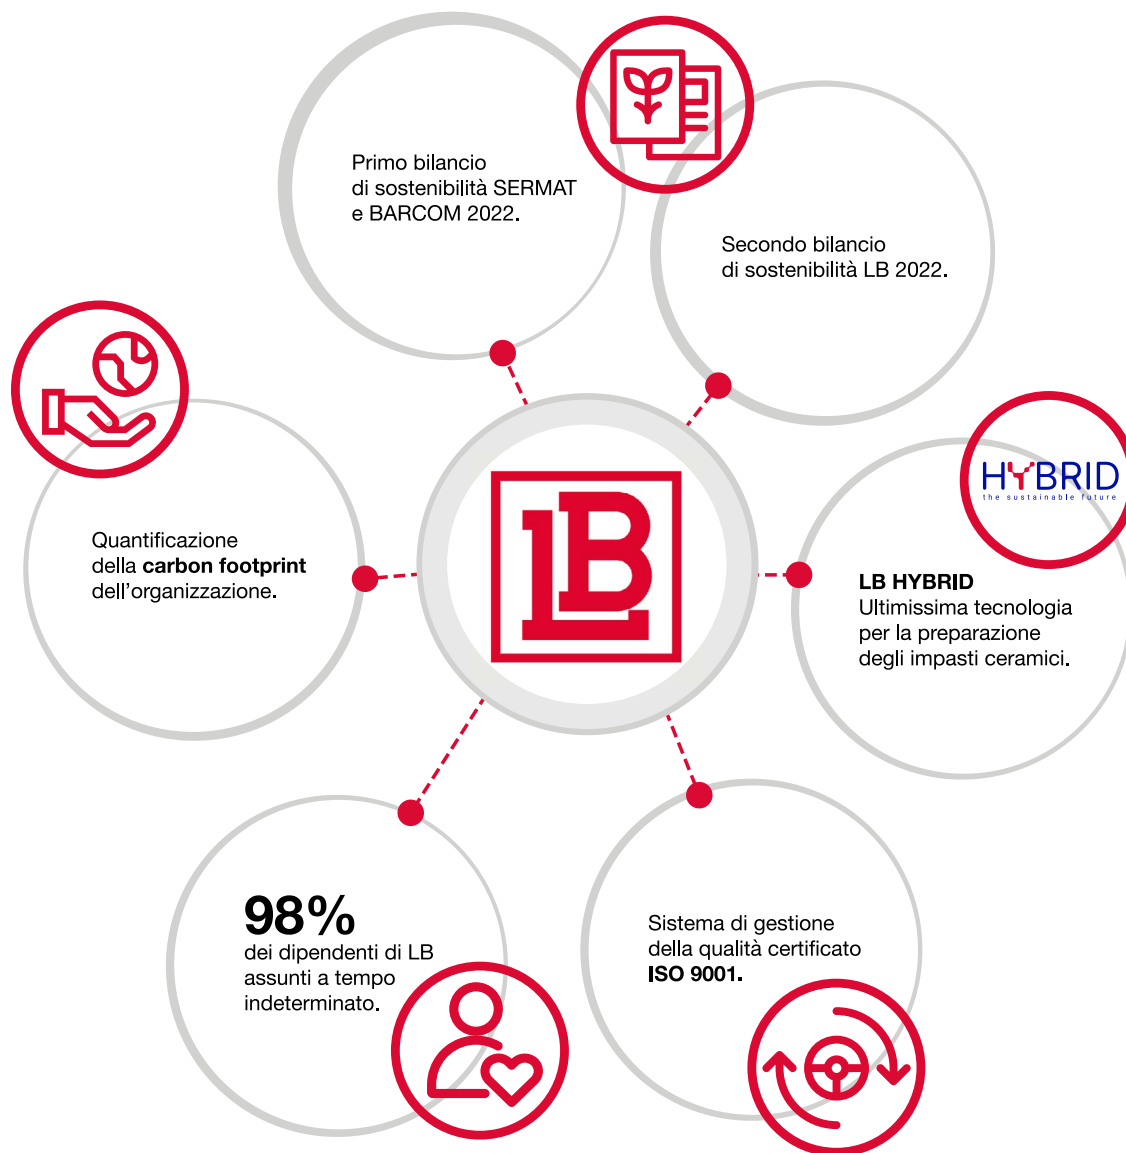 Primo bilancio
di sostenibilità SERMAT
e BARCOM 2022.
Secondo bilancio
di sostenibilità LB 2022.
HYBRID
the sustainable future
LB HYBRID
Ultimissima tecnologia
per la preparazione
degli impasti ceramici.
Quantificazione
della carbon footprint
dell'organizzazione.
LB
98%
dei dipendenti di LB
assunti a tempo
indeterminato.
Sistema di gestione
della qualità certificato
ISO 9001.